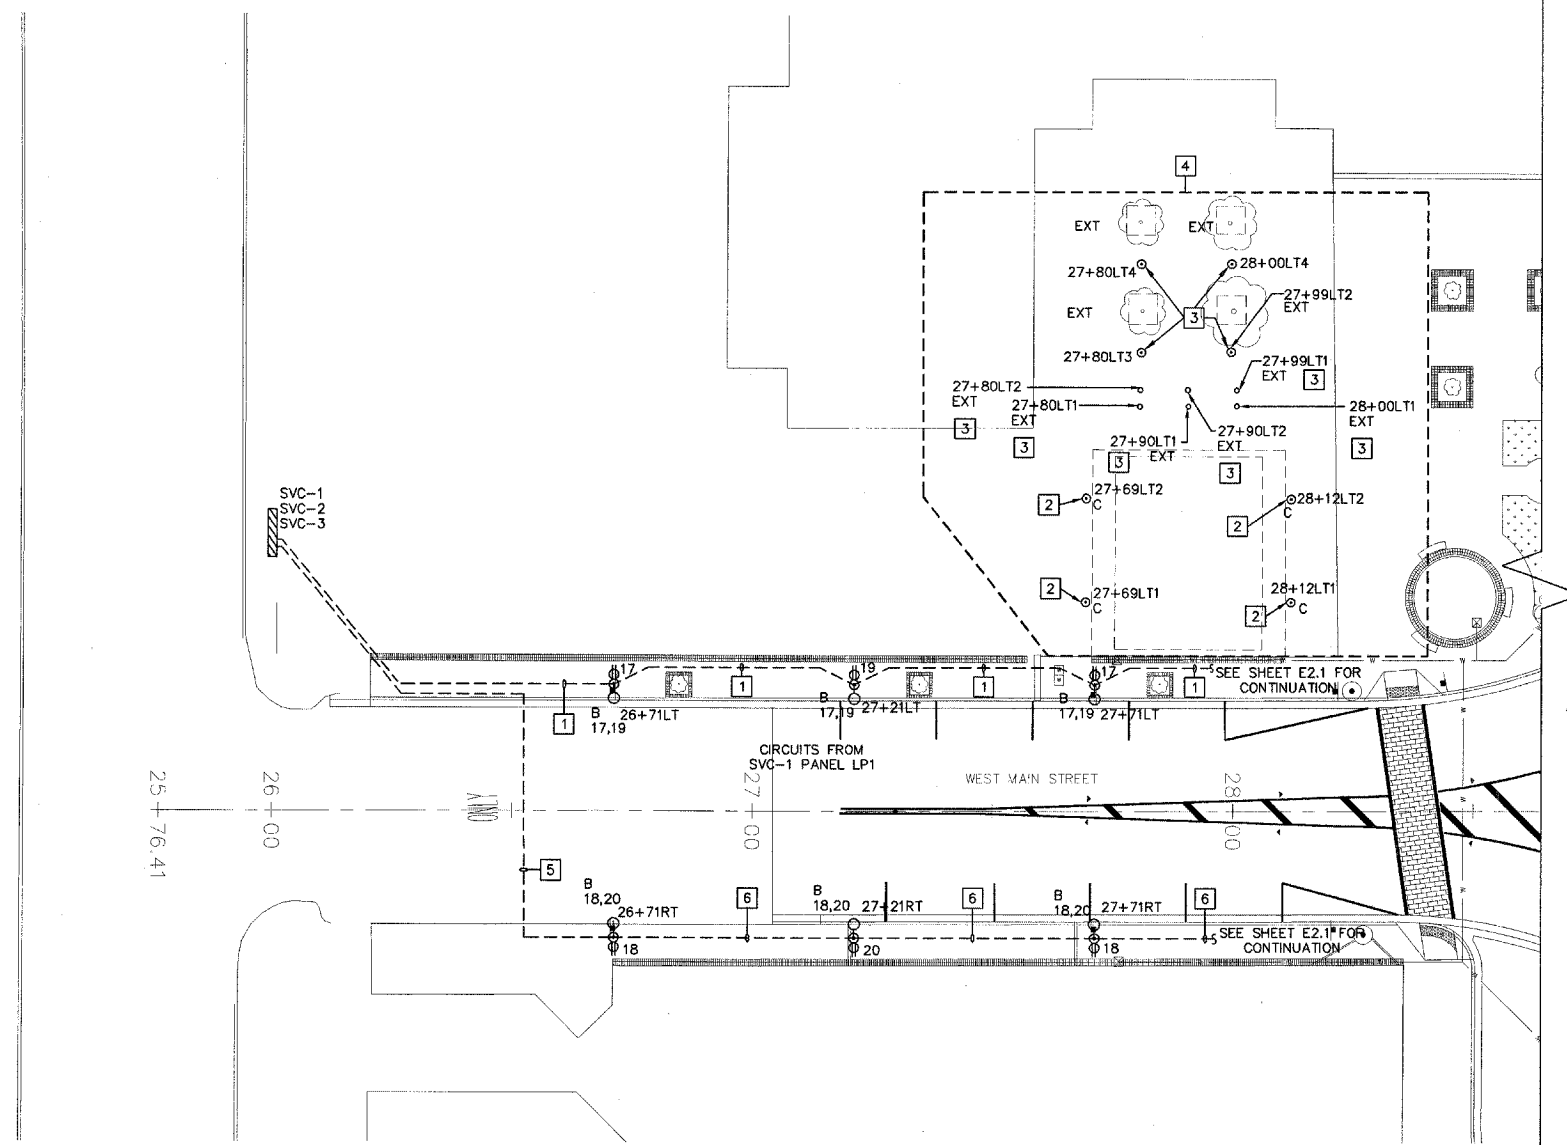 4
EXT
EXT
27+80LT4
28+00LT4
27+99LT2
EXT
EXT
3
27+80LT3
27+99LT1
EXT
3
27+80LT2
EXT
27+80LT1
EXT
28+00LT1
EXT
3
3
27+90LT1
EXT
27+90LT2
EXT
3
3
3
SVC-1
SVC-2
SVC-3
2
27+69LT2
C
2
28+12LT2
C
2
27+69LT1
C
2
28+12LT1
C
17
19
17
1
1
1
SEE SHEET E2.1 FOR
CONTINUATION
1
B
17,19
26+71LT
B
17,19
27+21LT
B
17,19
27+71LT
CIRCUITS FROM
SVC-1 PANEL LP1
WEST MAIN STREET
25+76.41
26+00
ONLY
27+00
28+00
5
B
18,20
26+71RT
6
B
18,20
27+21RT
6
B
18,20
27+71RT
6
18
20
18
SEE SHEET E2.1 FOR
CONTINUATION